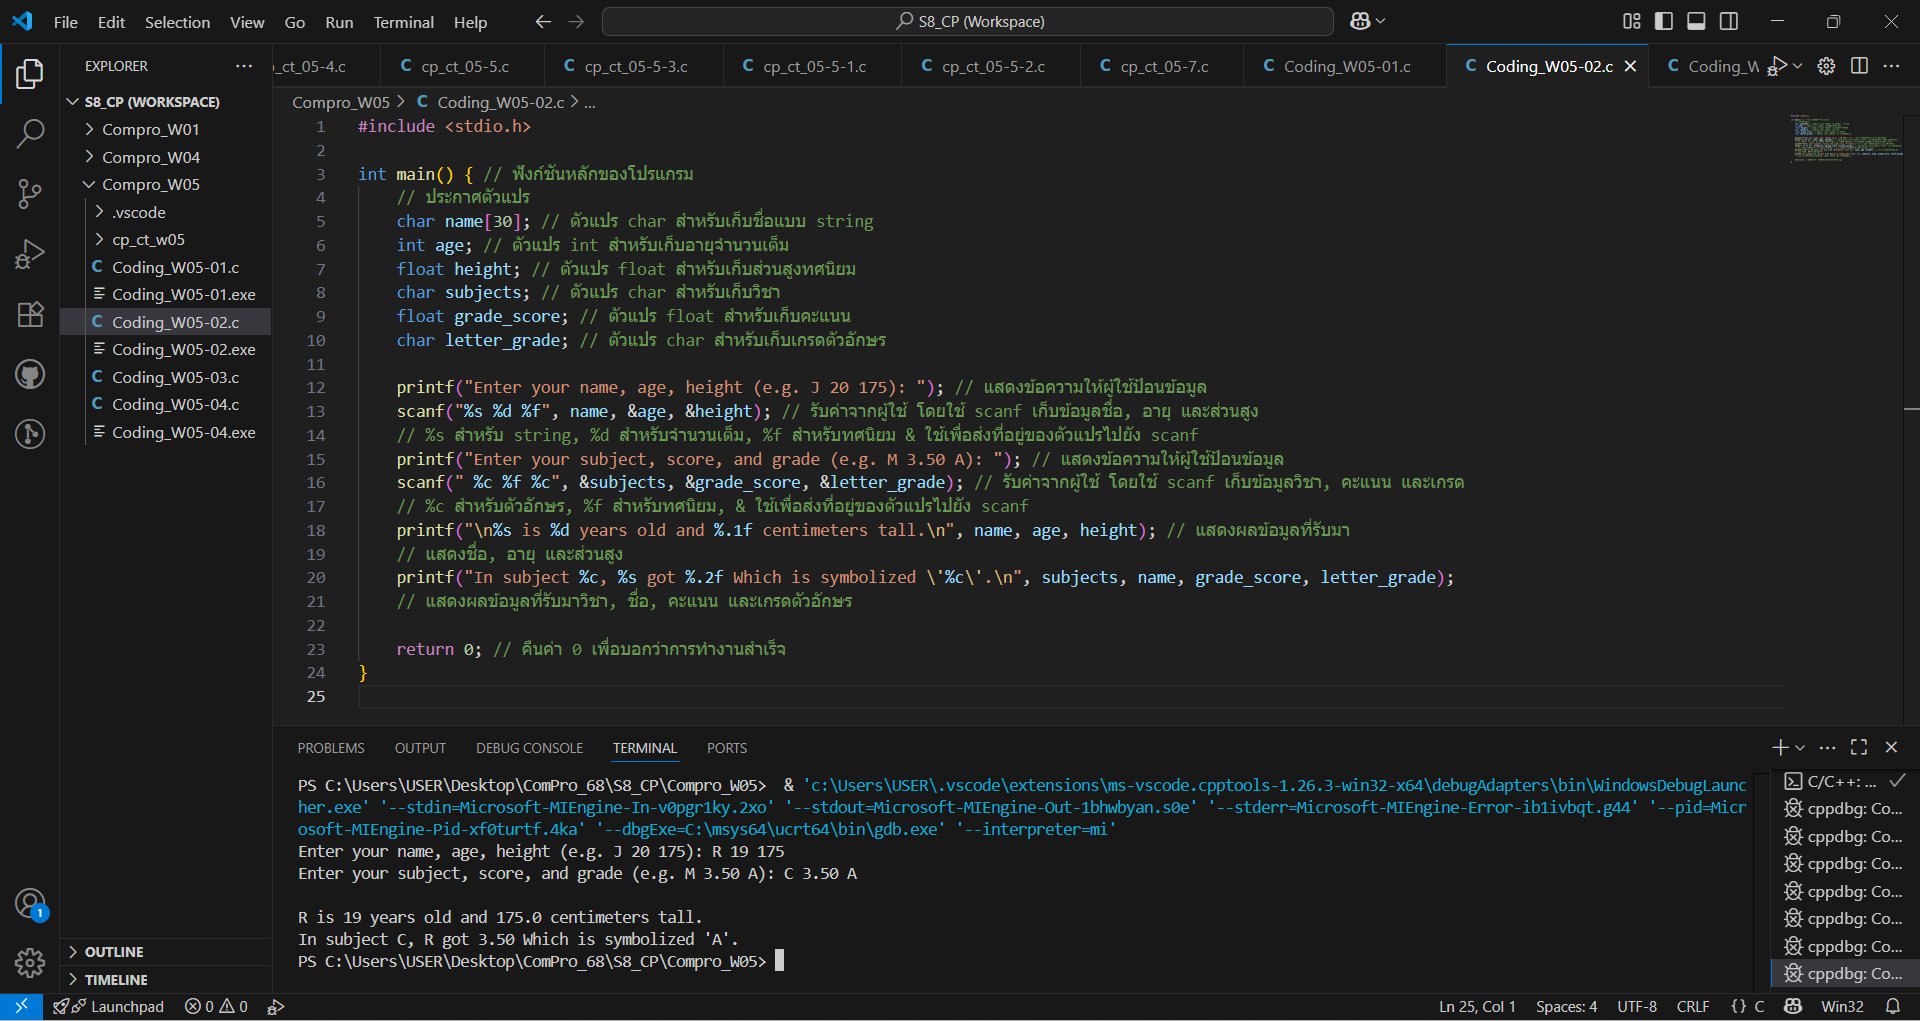 File Edit Selection View Go Run Terminal Help
S8_CP (Workspace)
EXPLORER
S8_CP (WORKSPACE)
Compro_W01
Compro_W04
Compro_W05
.vscode
cp_ct_w05
Coding_W05-01.c
Coding_W05-01.exe
Coding_W05-02.c
Coding_W05-02.exe
Coding_W05-03.c
Coding_W05-04.c
Coding_W05-04.exe
OUTLINE
TIMELINE
_ct_05-4.c C cp_ct_05-5.c C cp_ct_05-5-3.c C cp_ct_05-5-1.c C cp_ct_05-5-2.c C cp_ct_05-7.c C Coding_W05-01.c C Coding_W05-02.c C Coding_W
Compro_W05 > C Coding_W05-02.c > ...
1 #include <stdio.h>
2
3 int main() { // ฟังก์ชันหลักของโปรแกรม
4 // ประกาศตัวแปร
5 char name[30]; // ตัวแปร char สำหรับเก็บชื่อแบบ string
6 int age; // ตัวแปร int สำหรับเก็บอายุจำนวนเต็ม
7 float height; // ตัวแปร float สำหรับเก็บส่วนสูงทศนิยม
8 char subjects; // ตัวแปร char สำหรับเก็บวิชา
9 float grade_score; // ตัวแปร float สำหรับเก็บคะแนน
10 char letter_grade; // ตัวแปร char สำหรับเก็บเกรดตัวอักษร
11
12 printf("Enter your name, age, height (e.g. J 20 175): "); // แสดงข้อความให้ผู้ใช้ป้อนข้อมูล
13 scanf("%s %d %f", name, &age, &height); // รับค่าจากผู้ใช้ โดยใช้ scanf เก็บข้อมูลชื่อ, อายุ และส่วนสูง
14 // %s สำหรับ string, %d สำหรับจำนวนเต็ม, %f สำหรับทศนิยม & ใช้เพื่อส่งที่อยู่ของตัวแปรไปยัง scanf
15 printf("Enter your subject, score, and grade (e.g. M 3.50 A): "); // แสดงข้อความให้ผู้ใช้ป้อนข้อมูล
16 scanf(" %c %f %c", &subjects, &grade_score, &letter_grade); // รับค่าจากผู้ใช้ โดยใช้ scanf เก็บข้อมูลวิชา, คะแนน และเกรด
17 // %c สำหรับตัวอักษร, %f สำหรับทศนิยม, & ใช้เพื่อส่งที่อยู่ของตัวแปรไปยัง scanf
18 printf("\n%s is %d years old and %.1f centimeters tall.\n", name, age, height); // แสดงผลข้อมูลที่รับมา
19 // แสดงชื่อ, อายุ และส่วนสูง
20 printf("In subject %c, %s got %.2f Which is symbolized \'%c\'.\n", subjects, name, grade_score, letter_grade);
21 // แสดงผลข้อมูลที่รับมาวิชา, ชื่อ, คะแนน และเกรดตัวอักษร
22
23 return 0; // คืนค่า 0 เพื่อบอกว่าการทำงานสำเร็จ
24 }
25
PROBLEMS OUTPUT DEBUG CONSOLE TERMINAL PORTS
PS C:\Users\USER\Desktop\ComPro_68\S8_CP\Compro_W05> & 'c:\Users\USER\.vscode\extensions\ms-vscode.cpptools-1.26.3-win32-x64\debugAdapters\bin\WindowsDebugLaunc
her.exe' '--stdin=Microsoft-MIEngine-In-v0pgr1ky.2xo' '--stdout=Microsoft-MIEngine-Out-1bhwbyan.s0e' '--stderr=Microsoft-MIEngine-Error-ib1ivbqt.g44' '--pid=Micr
osoft-MIEngine-Pid-xf0turtf.4ka' '--dbgExe=C:\msys64\ucrt64\bin\gdb.exe' '--interpreter=mi'
Enter your name, age, height (e.g. J 20 175): R 19 175
Enter your subject, score, and grade (e.g. M 3.50 A): C 3.50 A
R is 19 years old and 175.0 centimeters tall.
In subject C, R got 3.50 Which is symbolized 'A'.
PS C:\Users\USER\Desktop\ComPro_68\S8_CP\Compro_W05>
C/C++: ...
cppdbg: Co...
cppdbg: Co...
cppdbg: Co...
cppdbg: Co...
cppdbg: Co...
cppdbg: Co...
cppdbg: Co...
1
Launchpad 0 0 Ln 25, Col 1 Spaces: 4 UTF-8 CRLF {} C Win32